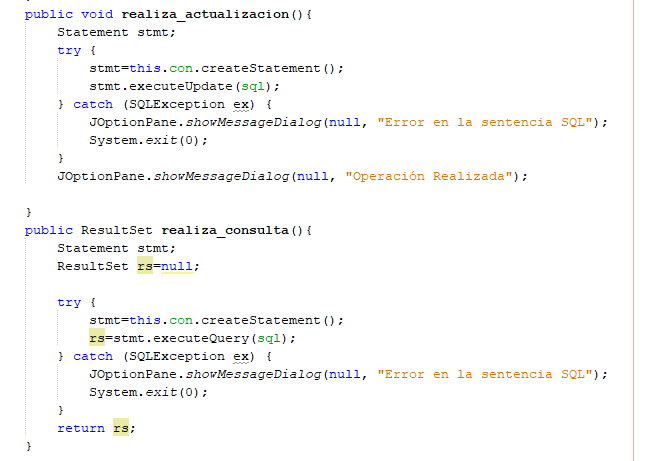 public void realiza_actualizacion(){
    Statement stmt;
    try {
        stmt=this.con.createStatement();
        stmt.executeUpdate(sql);
    } catch (SQLException ex) {
        JOptionPane.showMessageDialog(null, "Error en la sentencia SQL");
        System.exit(0);
    }
    JOptionPane.showMessageDialog(null, "Operación Realizada");
}
public ResultSet realiza_consulta(){
    Statement stmt;
    ResultSet rs=null;
    try {
        stmt=this.con.createStatement();
        rs=stmt.executeQuery(sql);
    } catch (SQLException ex) {
        JOptionPane.showMessageDialog(null, "Error en la sentencia SQL");
        System.exit(0);
    }
    return rs;
}